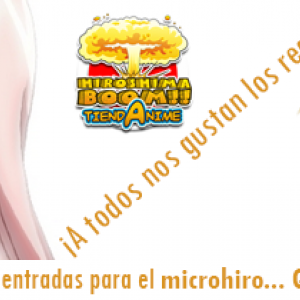 HIROSHIMA
BOOM!!
TIENDANIME
¡A todos nos gustan los
entradas para el microhiro...